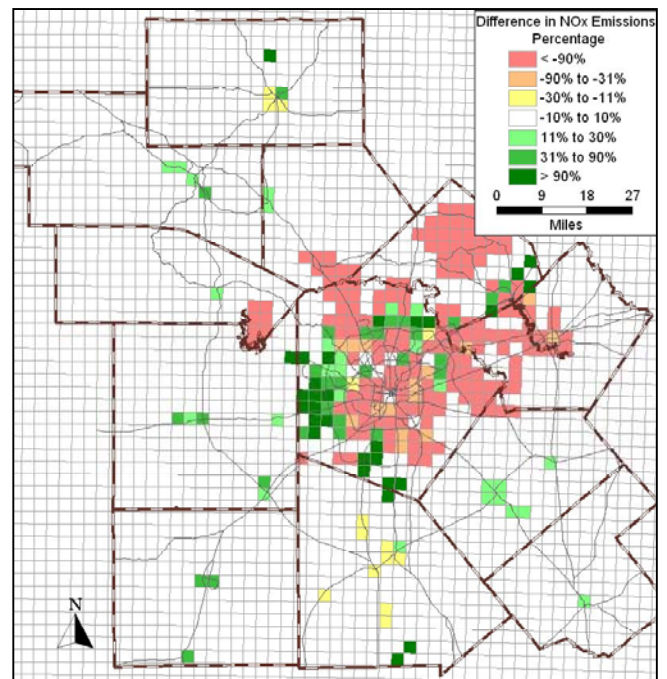 Difference in NOx Emissions
Percentage
< -90%
-90% to -31%
-30% to -11%
-10% to 10%
11% to 30%
31% to 90%
> 90%
0 9 18 27
Miles
N